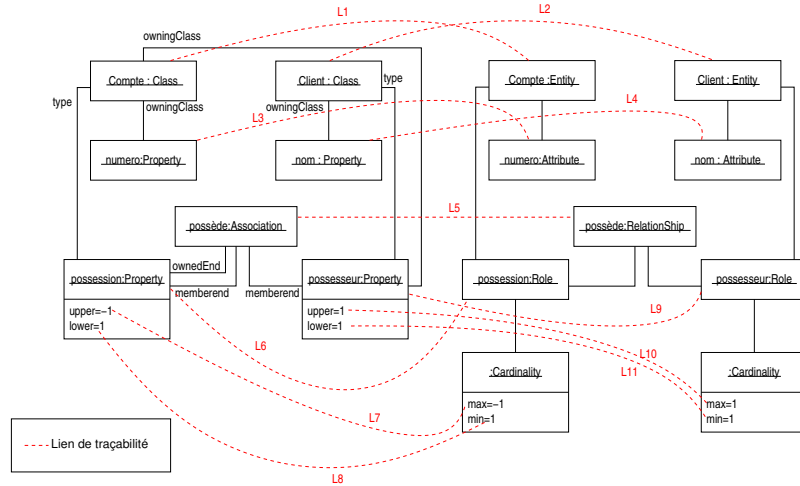 owningClass
L1
L2
Compte : Class
Client : Class
type
Compte :Entity
Client : Entity
type
owningClass
owningClass
L3
L4
numero:Property
nom : Property
numero:Attribute
nom : Attribute
possède:Association
L5
possède:RelationShip
ownedEnd
possession:Property
memberend
memberend
possesseur:Property
possession:Role
possesseur:Role
upper=-1
lower=1
upper=1
lower=1
L9
L6
L10
L11
:Cardinality
:Cardinality
max=-1
min=1
max=1
min=1
L7
Lien de traçabilité
L8